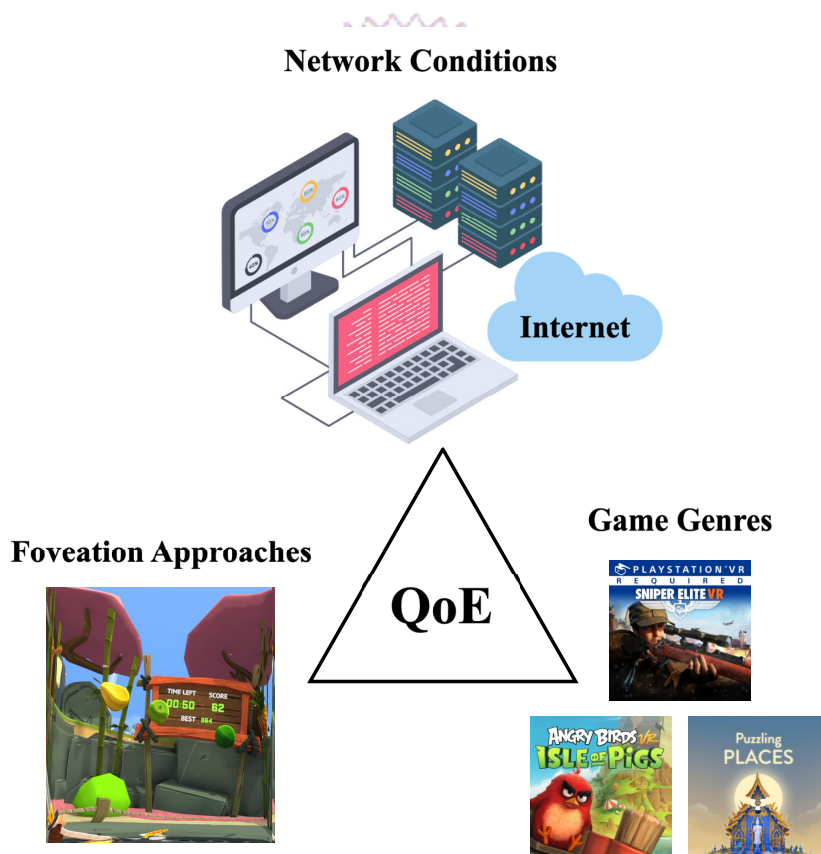 Network Conditions
Internet
Foveation Approaches
TIME LEFT SCORE
00:50 62
BEST 984
QoE
Game Genres
PLAYSTATION VR
REQUIRED
SNIPER ELITE VR
ANGRY BIRDS VR
ISLE OF PIGS
Puzzling
PLACES